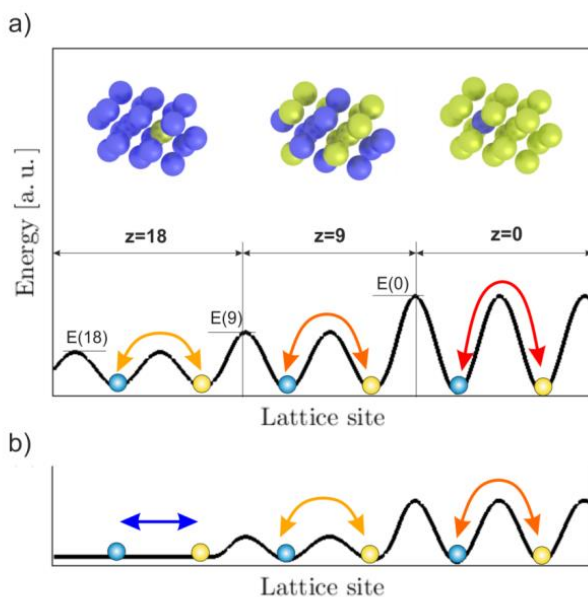 a)
z=18 z=9 z=0
E(0)
E(9)
E(18)
Energy [a. u.]
Lattice site
b)
Lattice site